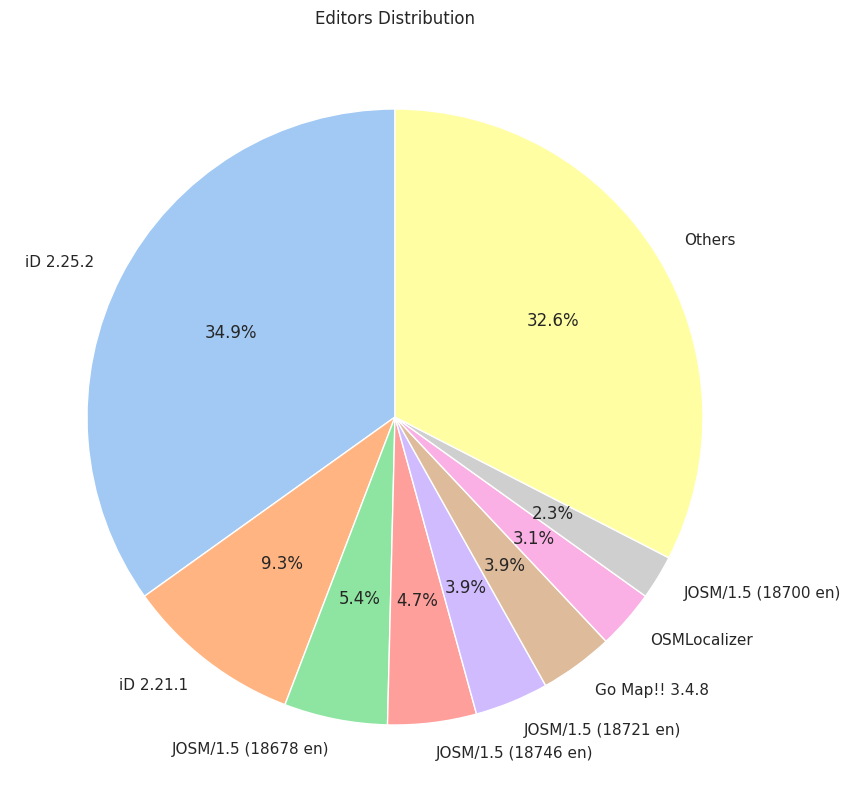 Editors Distribution
iD 2.25.2
34.9%
iD 2.21.1
9.3%
JOSM/1.5 (18678 en)
5.4%
JOSM/1.5 (18746 en)
4.7%
JOSM/1.5 (18721 en)
3.9%
Go Map!! 3.4.8
3.9%
OSMLocalizer
3.1%
JOSM/1.5 (18700 en)
2.3%
Others
32.6%